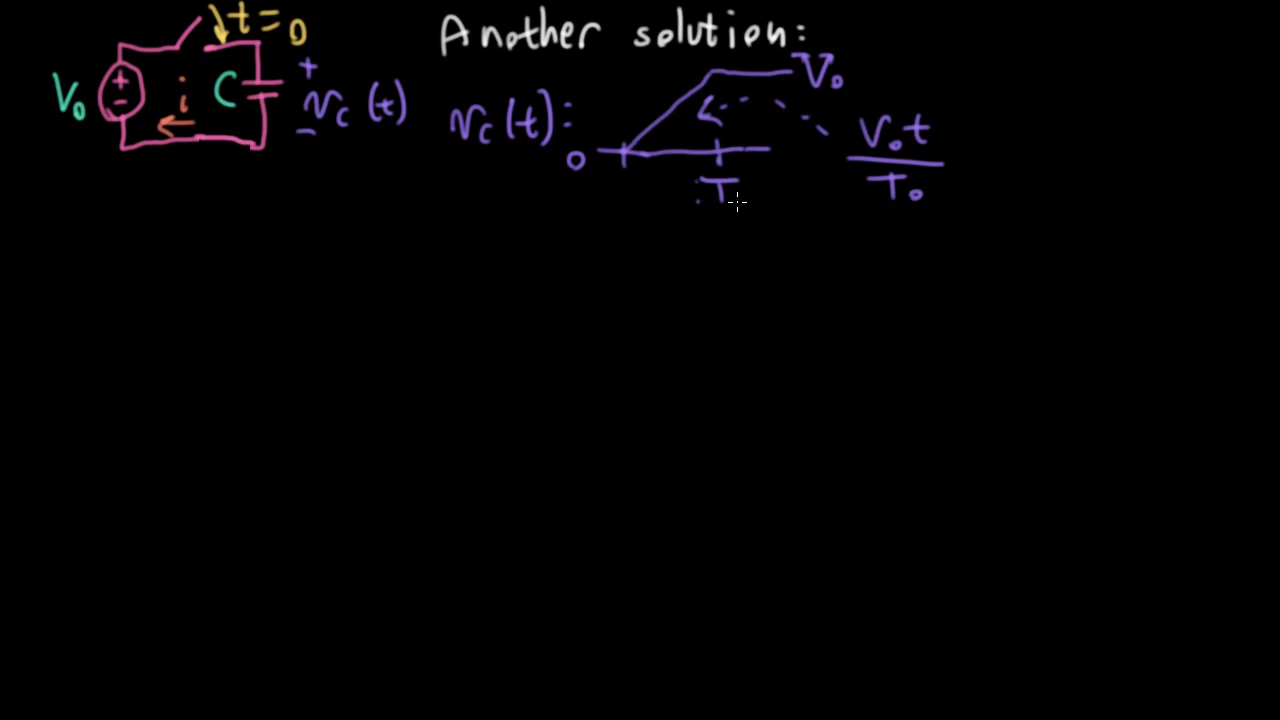 t = 0
Another solution:
V₀
+
-
i
C
+
v_c (t)
-
v_c (t):
V₀
0
T
V₀t
T₀